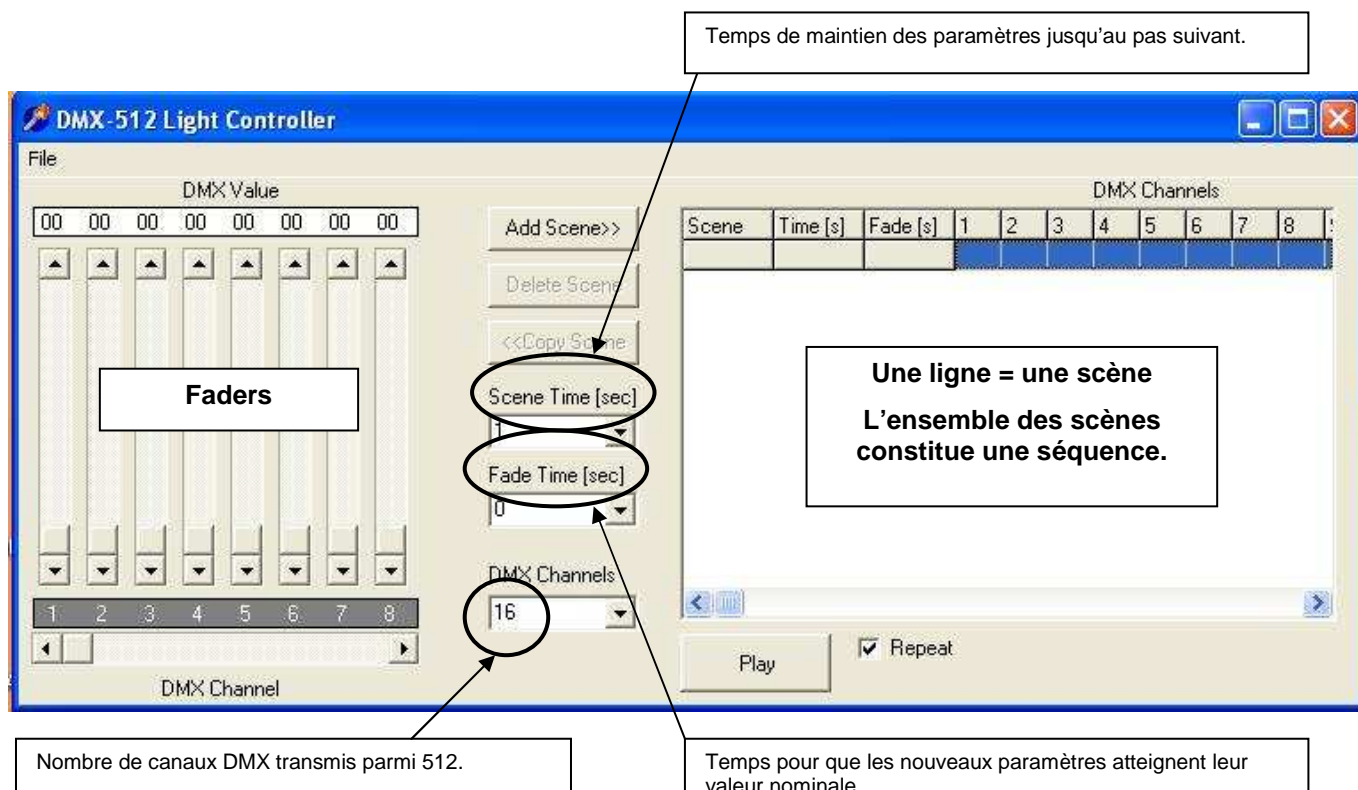 Temps de maintien des paramètres jusqu'au pas suivant.
DMX-512 Light Controller
File
DMX Value
00 00 00 00 00 00 00 00
Faders
1 2 3 4 5 6 7 8
DMX Channel
Add Scene>>
Delete Scene
<<Copy Scene
Scene Time [sec]
1
Fade Time [sec]
0
DMX Channels
16
DMX Channels
Scene Time [s] Fade [s] 1 2 3 4 5 6 7 8
Une ligne = une scène
L'ensemble des scènes
constitue une séquence.
Play
Repeat
Nombre de canaux DMX transmis parmi 512.
Temps pour que les nouveaux paramètres atteignent leur
valeur nominale